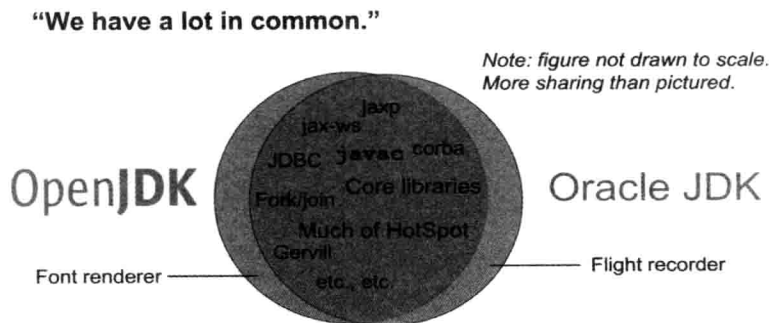 “We have a lot in common.”
Note: figure not drawn to scale.
More sharing than pictured.
jaxp
jax-ws
JDBC javac corba
OpenJDK
Fork/join Core libraries
Oracle JDK
Much of HotSpot
Gervill
Font renderer
Flight recorder
etc., etc.